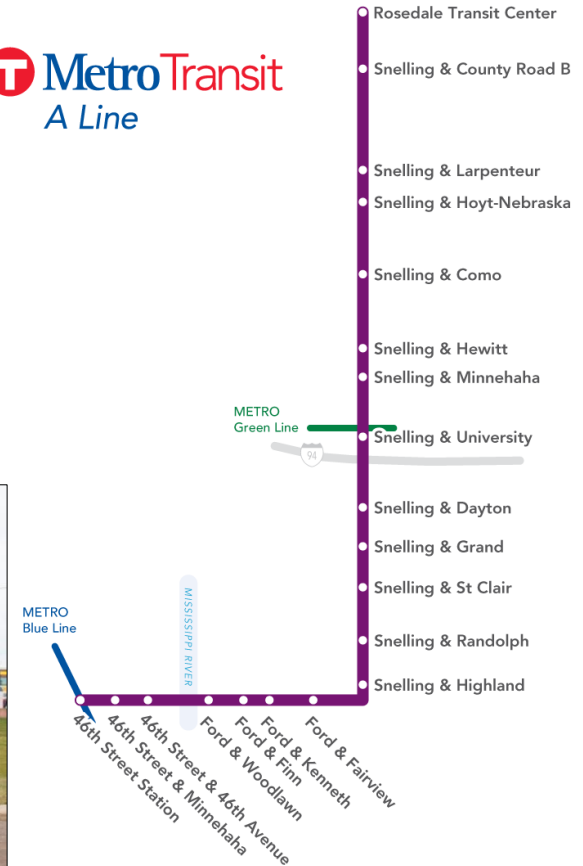 T MetroTransit
A Line
Rosedale Transit Center
Snelling & County Road B
Snelling & Larpenteur
Snelling & Hoyt-Nebraska
Snelling & Como
Snelling & Hewitt
Snelling & Minnehaha
METRO
Green Line
Snelling & University
94
Snelling & Dayton
Snelling & Grand
Snelling & St Clair
Snelling & Randolph
Snelling & Highland
METRO
Blue Line
MISSISSIPPI RIVER
46th Street Station
46th Street & Minnehaha
46th Street & 46th Avenue
Ford & Woodlawn
Ford & Finn
Ford & Kenneth
Ford & Fairview